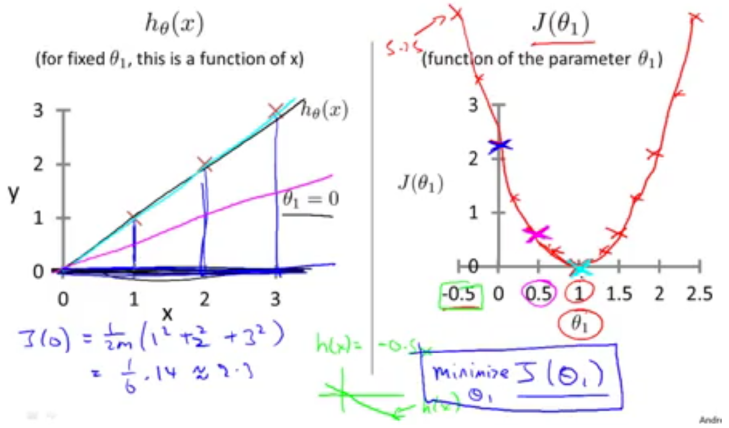 hθ(x)
(for fixed θ₁, this is a function of x)
3
2
1
0
y
0 1 2 3
x
hθ(x)
θ₁ = 0
J(0) = 1/2m (1² + 2² + 3²)
= 1/6 · 14 ≈ 2.3
J(θ₁)
(function of the parameter θ₁)
5.25
3
2
1
0
J(θ₁)
-0.5 0 0.5 1 1.5 2 2.5
θ₁
h(x) = -0.5x
h(x)
minimize J(θ₁)
θ₁
Andre